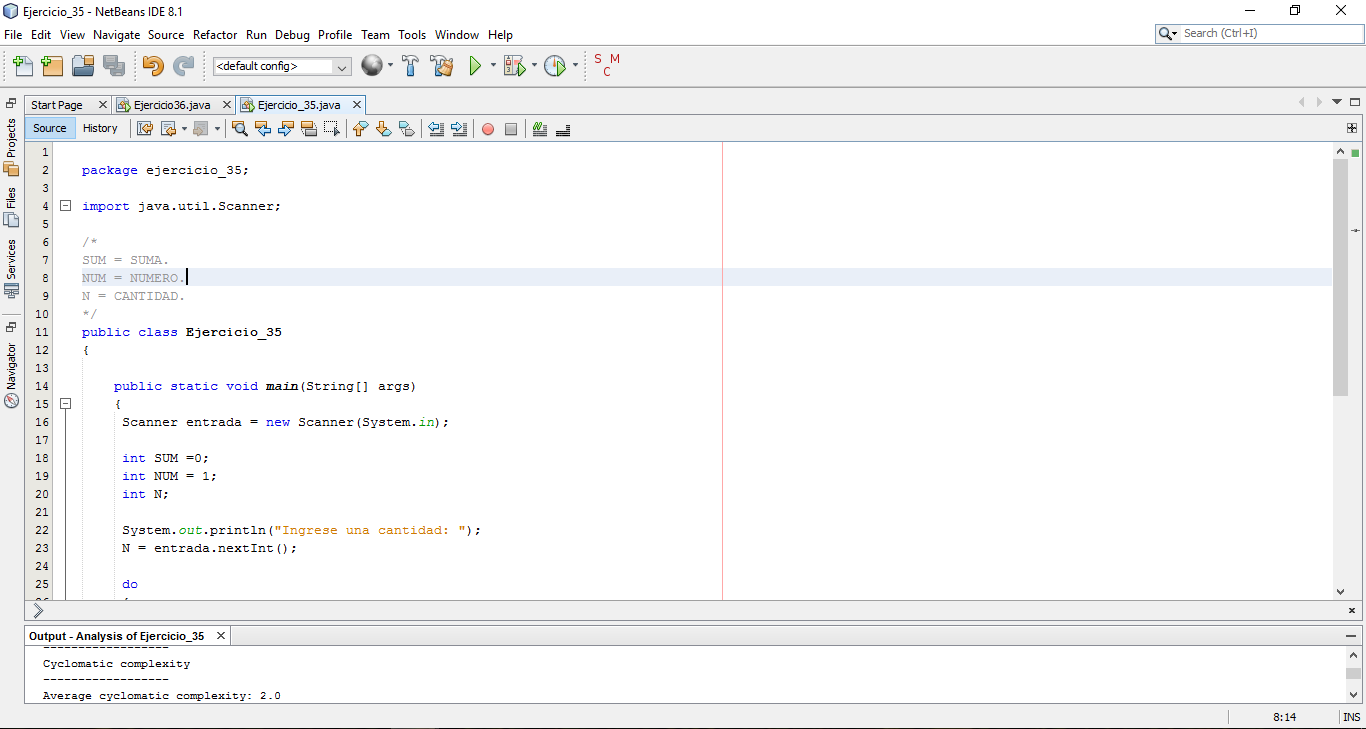 Ejercicio_35 - NetBeans IDE 8.1
File Edit View Navigate Source Refactor Run Debug Profile Team Tools Window Help
Search (Ctrl+I)
<default config>
S M
C
Start Page Ejercicio36.java Ejercicio_35.java
Source History
Projects
Files
Services
Navigator
1
2 package ejercicio_35;
3
4 import java.util.Scanner;
5
6 /*
7 SUM = SUMA.
8 NUM = NUMERO.
9 N = CANTIDAD.
10 */
11 public class Ejercicio_35
12 {
13
14 public static void main(String[] args)
15 {
16 Scanner entrada = new Scanner(System.in);
17
18 int SUM =0;
19 int NUM = 1;
20 int N;
21
22 System.out.println("Ingrese una cantidad: ");
23 N = entrada.nextInt();
24
25 do
Output - Analysis of Ejercicio_35
------------------
Cyclomatic complexity
------------------
Average cyclomatic complexity: 2.0
8:14 INS